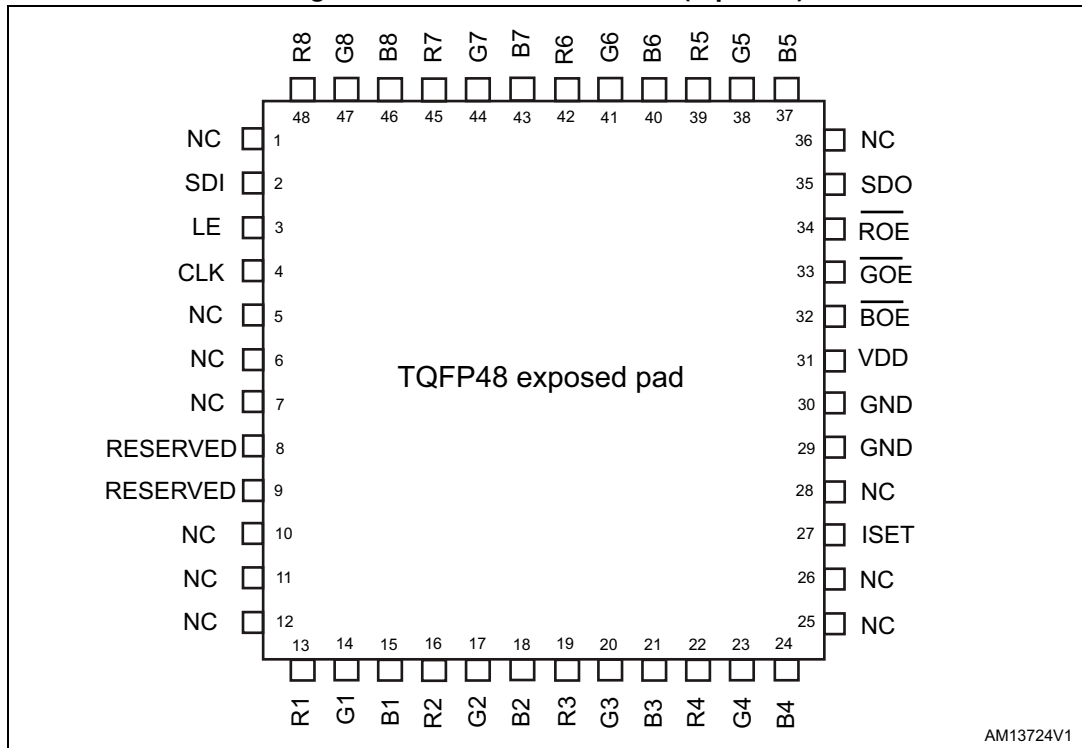 R8 G8 B8 R7 G7 B7 R6 G6 B6 R5 G5 B5
48 47 46 45 44 43 42 41 40 39 38 37
NC 1 36 NC
SDI 2 35 SDO
LE 3 34 ROE
CLK 4 33 GOE
NC 5 32 BOE
NC 6 31 VDD
TQFP48 exposed pad
NC 7 30 GND
RESERVED 8 29 GND
RESERVED 9 28 NC
NC 10 27 ISET
NC 11 26 NC
NC 12 25 NC
13 14 15 16 17 18 19 20 21 22 23 24
R1 G1 B1 R2 G2 B2 R3 G3 B3 R4 G4 B4
AM13724V1